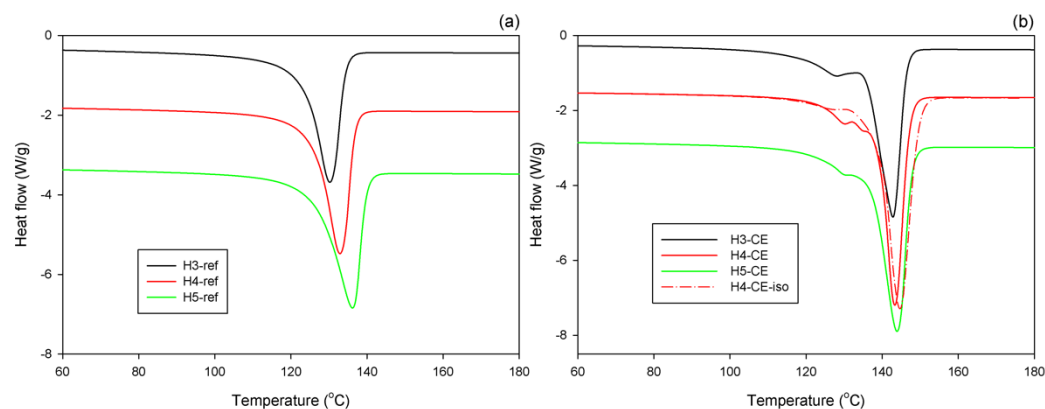 (a)
0
-2
-4
-6
-8
Heat flow (W/g)
H3-ref
H4-ref
H5-ref
60 80 100 120 140 160 180
Temperature (°C)
(b)
0
-2
-4
-6
-8
Heat flow (W/g)
H3-CE
H4-CE
H5-CE
H4-CE-iso
60 80 100 120 140 160 180
Temperature (°C)